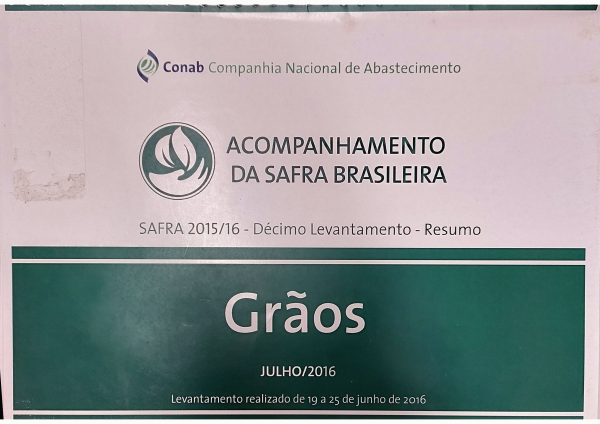 Conab Companhia Nacional de Abastecimento
ACOMPANHAMENTO
DA SAFRA BRASILEIRA
SAFRA 2015/16 - Décimo Levantamento - Resumo
Grãos
JULHO/2016
Levantamento realizado de 19 a 25 de junho de 2016